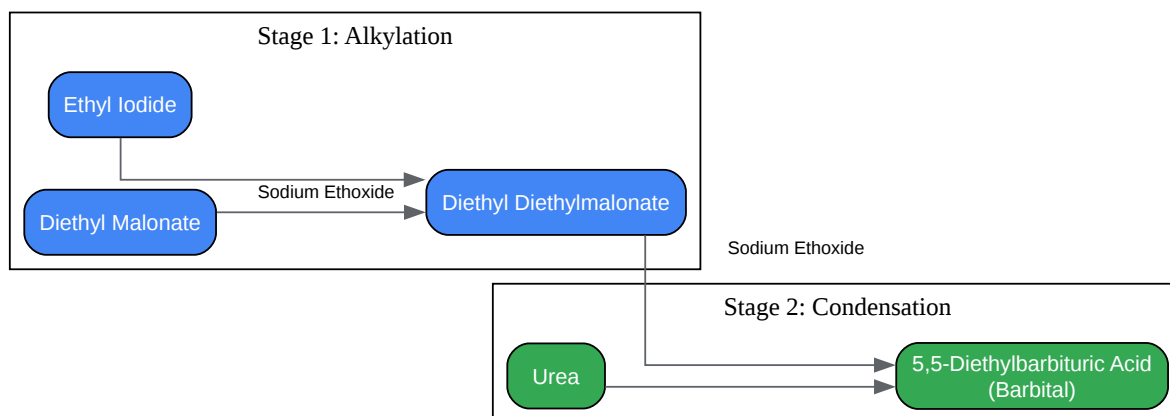 Stage 1: Alkylation
Ethyl Iodide
Sodium Ethoxide
Diethyl Malonate
Diethyl Diethylmalonate
Sodium Ethoxide
Stage 2: Condensation
Urea
5,5-Diethylbarbituric Acid
(Barbital)